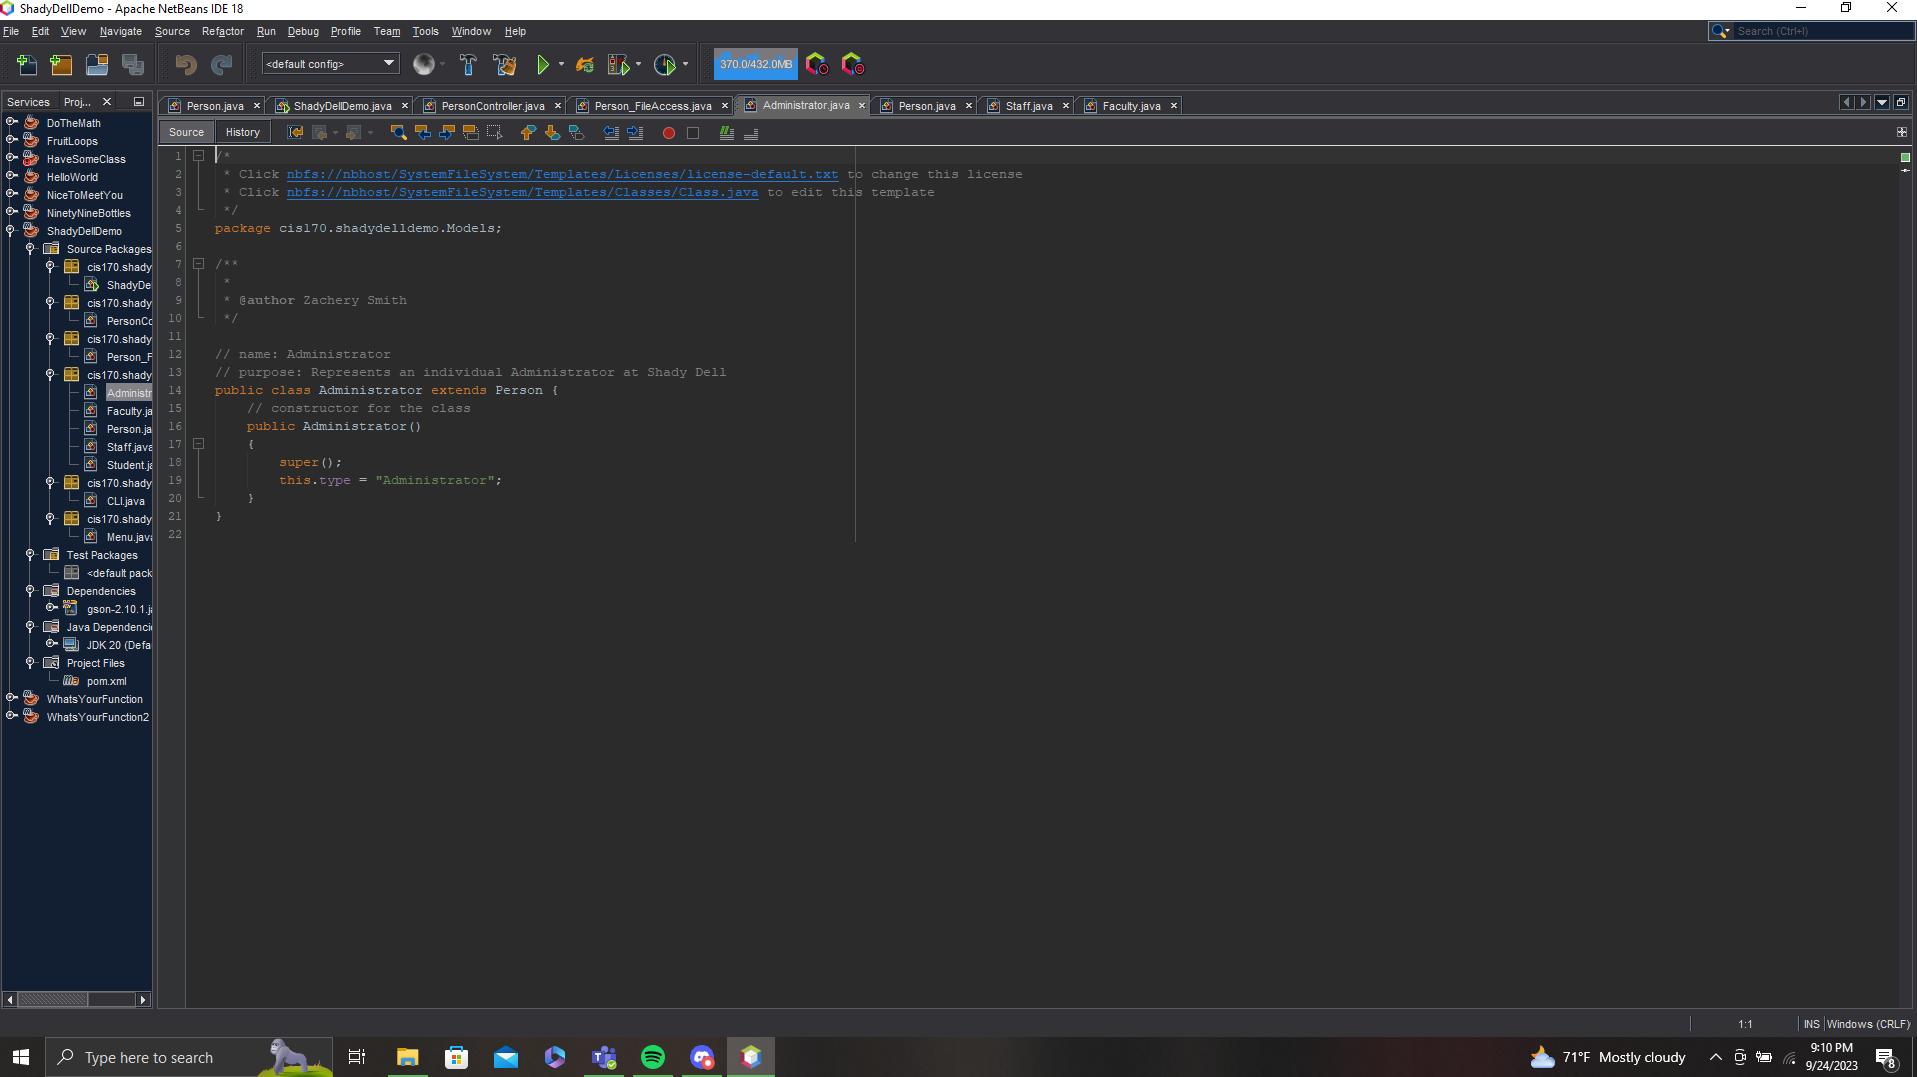 ShadyDellDemo - Apache NetBeans IDE 18
File Edit View Navigate Source Refactor Run Debug Profile Team Tools Window Help
Search (Ctrl+I)
<default config>
370.0/432.0MB
Services Proj...
Person.java ShadyDellDemo.java PersonController.java Person_FileAccess.java Administrator.java Person.java Staff.java Faculty.java
Source History
DoTheMath
FruitLoops
HaveSomeClass
HelloWorld
NiceToMeetYou
NinetyNineBottles
ShadyDellDemo
Source Packages
cis170.shady
ShadyDel
cis170.shady
PersonCo
cis170.shady
Person_F
cis170.shady
Administr
Faculty.ja
Person.ja
Staff.java
Student.ja
cis170.shady
CLI.java
cis170.shady
Menu.java
Test Packages
<default pack
Dependencies
gson-2.10.1.ja
Java Dependenci
JDK 20 (Defa
Project Files
pom.xml
WhatsYourFunction
WhatsYourFunction2
1 /*
2 * Click nbfs://nbhost/SystemFileSystem/Templates/Licenses/license-default.txt to change this license
3 * Click nbfs://nbhost/SystemFileSystem/Templates/Classes/Class.java to edit this template
4 */
5 package cis170.shadydelldemo.Models;
6
7 /**
8 *
9 * @author Zachery Smith
10 */
11
12 // name: Administrator
13 // purpose: Represents an individual Administrator at Shady Dell
14 public class Administrator extends Person {
15 // constructor for the class
16 public Administrator()
17 {
18 super();
19 this.type = "Administrator";
20 }
21 }
22
1:1 INS Windows (CRLF)
Type here to search
71°F Mostly cloudy
9:10 PM
9/24/2023
8